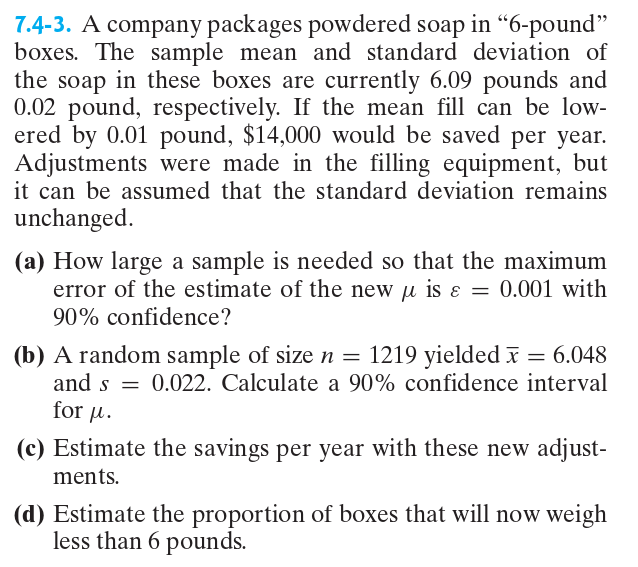 7.4-3. A company packages powdered soap in “6-pound”
boxes. The sample mean and standard deviation of
the soap in these boxes are currently 6.09 pounds and
0.02 pound, respectively. If the mean fill can be low-
ered by 0.01 pound, $14,000 would be saved per year.
Adjustments were made in the filling equipment, but
it can be assumed that the standard deviation remains
unchanged.
(a) How large a sample is needed so that the maximum
error of the estimate of the new μ is ε = 0.001 with
90% confidence?
(b) A random sample of size n = 1219 yielded x̄ = 6.048
and s = 0.022. Calculate a 90% confidence interval
for μ.
(c) Estimate the savings per year with these new adjust-
ments.
(d) Estimate the proportion of boxes that will now weigh
less than 6 pounds.